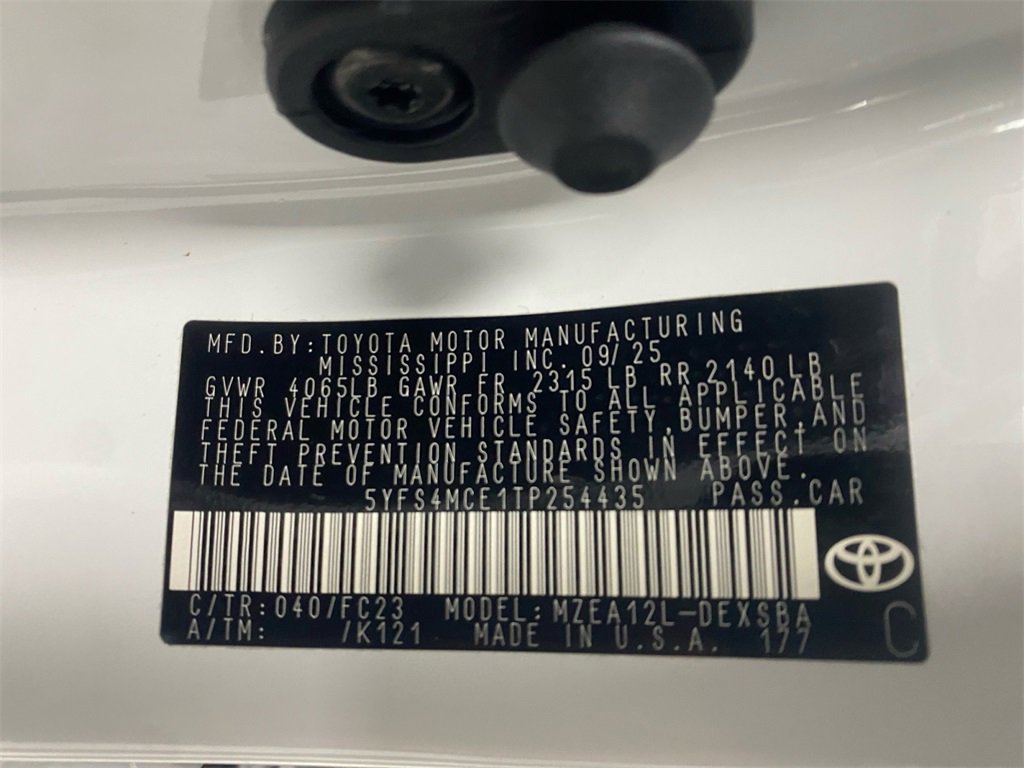 MFD.BY:TOYOTA MOTOR MANUFACTURING
MISSISSIPPI INC. 09/25
GVWR 4065LB GAWR FR 2315 LB RR 2140 LB
THIS VEHICLE CONFORMS TO ALL APPLICABLE
FEDERAL MOTOR VEHICLE SAFETY,BUMPER,AND
THEFT PREVENTION STANDARDS IN EFFECT ON
THE DATE OF MANUFACTURE SHOWN ABOVE.
5YFS4MCE1TP254435 PASS.CAR
C/TR:040/FC23 MODEL:MZEA12L-DEXSBA
A/TM: /K121 MADE IN U.S.A. 177
C